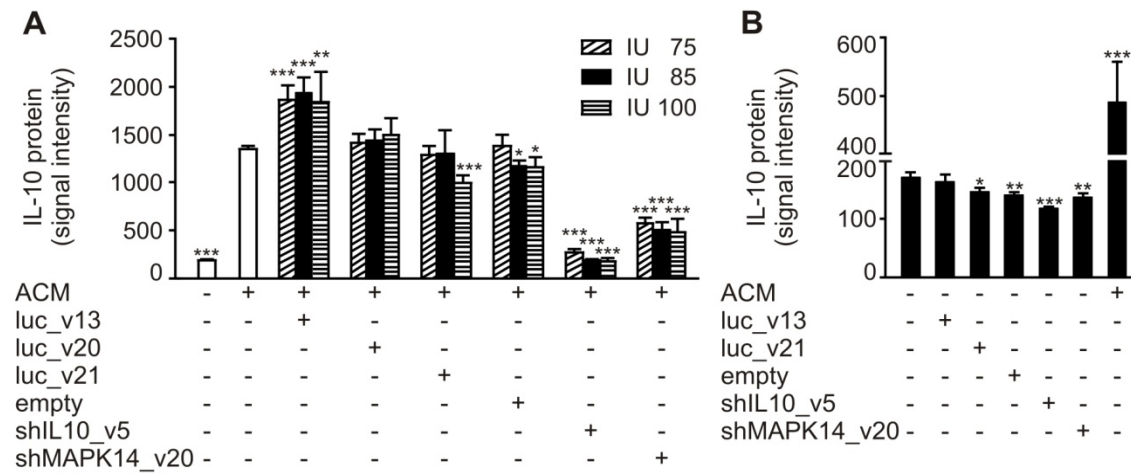 A
IL-10 protein
(signal intensity)
2500
2000
1500
1000
500
0
IU 75
IU 85
IU 100
***
*** *** **
***
* *
*** *** ***
*** *** ***
ACM - + + + + + + +
luc_v13 - - + - - - - -
luc_v20 - - - + - - - -
luc_v21 - - - - + - - -
empty - - - - - + - -
shIL10_v5 - - - - - - + -
shMAPK14_v20 - - - - - - - +
B
IL-10 protein
(signal intensity)
600
500
400
200
100
0
* ** *** ** ***
ACM - - - - - - +
luc_v13 - + - - - - -
luc_v21 - - + - - - -
empty - - - + - - -
shIL10_v5 - - - - + - -
shMAPK14_v20 - - - - - + -